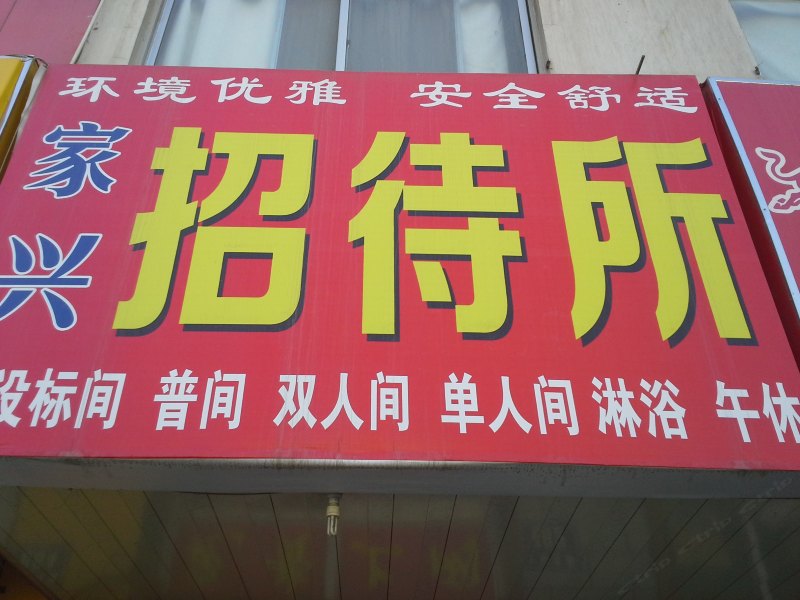 环境优雅 安全舒适
家兴
招待所
设标间 普间 双人间 单人间 淋浴 午休